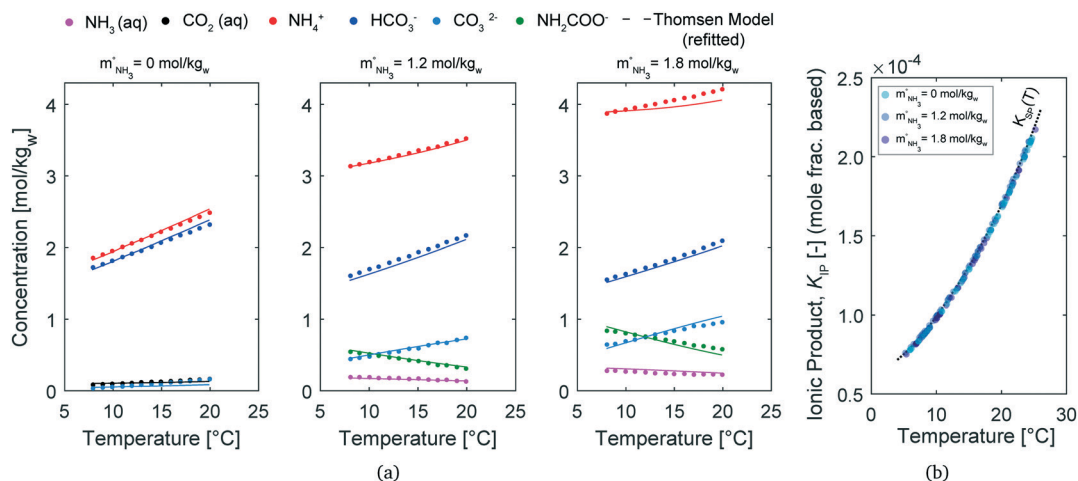 NH₃ (aq) CO₂ (aq) NH₄⁺ HCO₃⁻ CO₃ ²⁻ NH₂COO⁻ – – Thomsen Model
(refitted)
m°NH₃ = 0 mol/kgw
m°NH₃ = 1.2 mol/kgw
m°NH₃ = 1.8 mol/kgw
Concentration [mol/kgw]
4
3
2
1
0
5 10 15 20 25
Temperature [°C]
4
3
2
1
0
5 10 15 20 25
Temperature [°C]
4
3
2
1
0
5 10 15 20 25
Temperature [°C]
(a)
Ionic Product, KIP [-] (mole frac. based)
× 10⁻⁴
2.5
2.0
1.5
1.0
0.5
m°NH₃ = 0 mol/kgw
m°NH₃ = 1.2 mol/kgw
m°NH₃ = 1.8 mol/kgw
KSP(T)
0 10 20 30
Temperature [°C]
(b)